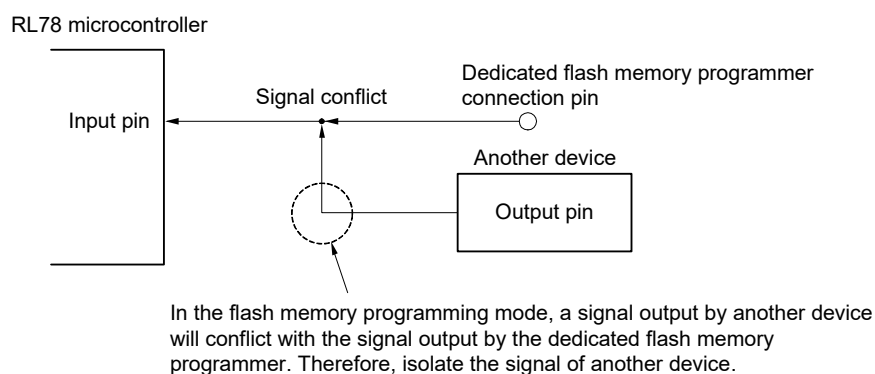 RL78 microcontroller
Dedicated flash memory programmer
connection pin
Signal conflict
Input pin
Another device
Output pin
In the flash memory programming mode, a signal output by another device
will conflict with the signal output by the dedicated flash memory
programmer. Therefore, isolate the signal of another device.